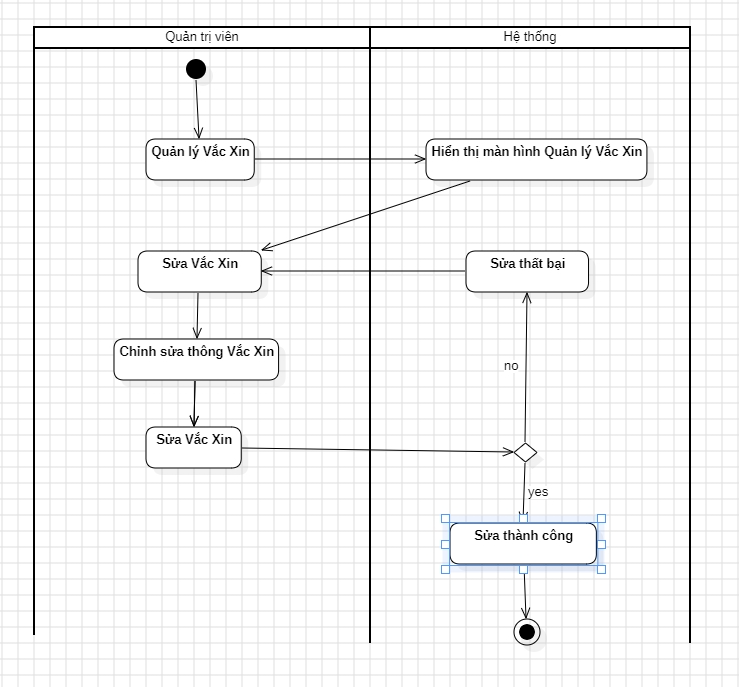 Quản trị viên
Hệ thống
Quản lý Vắc Xin
Hiển thị màn hình Quản lý Vắc Xin
Sửa Vắc Xin
Sửa thất bại
Chỉnh sửa thông Vắc Xin
no
Sửa Vắc Xin
yes
Sửa thành công